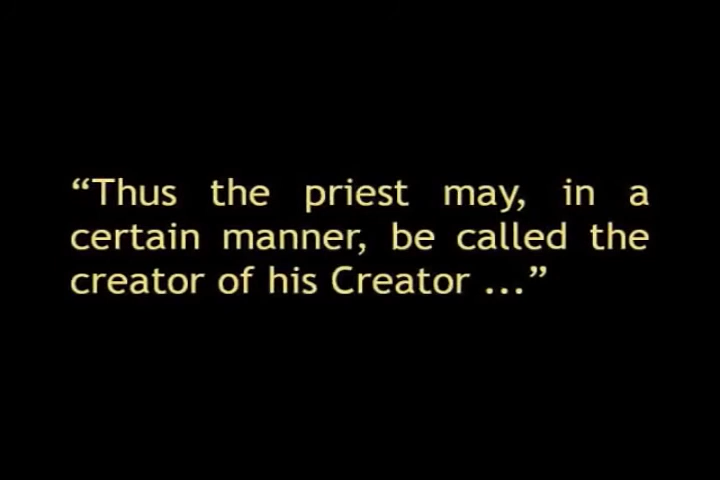 “Thus the priest may, in a
certain manner, be called the
creator of his Creator ...”